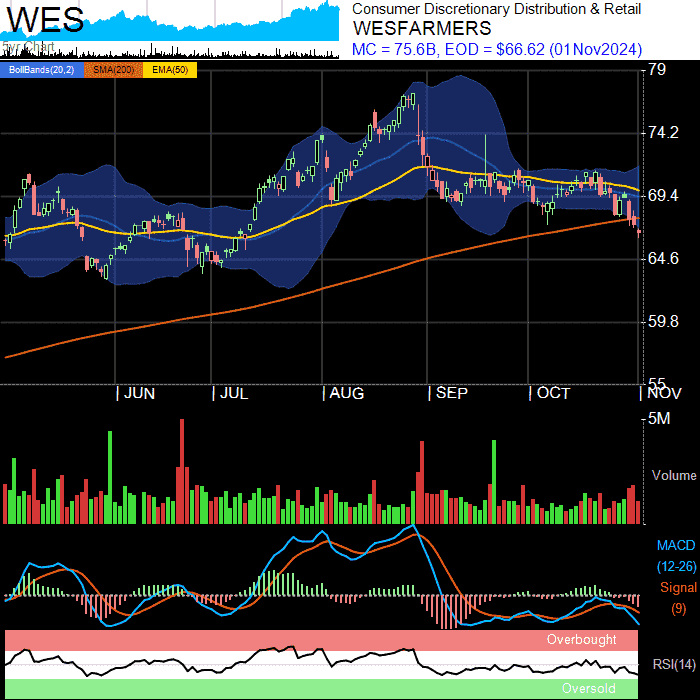 WES
5yr Chart
Consumer Discretionary Distribution & Retail
WESFARMERS
MC = 75.6B, EOD = $66.62 (01Nov2024)
BollBands(20,2) SMA(200) EMA(50)
79
74.2
69.4
64.6
59.8
55
JUN JUL AUG SEP OCT NOV
5M
Volume
MACD
(12-26)
Signal
(9)
Overbought
RSI(14)
Oversold